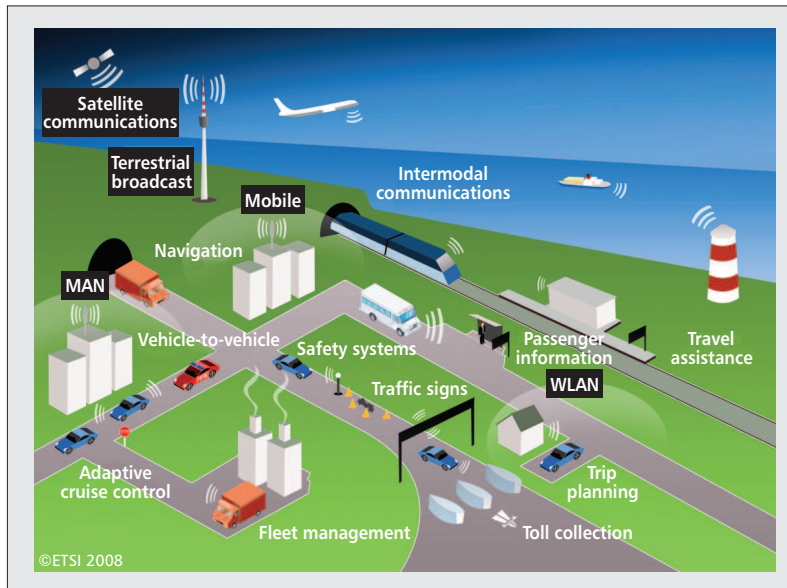 Satellite
communications
Terrestrial
broadcast
Intermodal
communications
Mobile
Navigation
MAN
Vehicle-to-vehicle
Safety systems
Passenger
information
Travel
assistance
Traffic signs
WLAN
Adaptive
cruise control
Trip
planning
Fleet management
Toll collection
©ETSI 2008